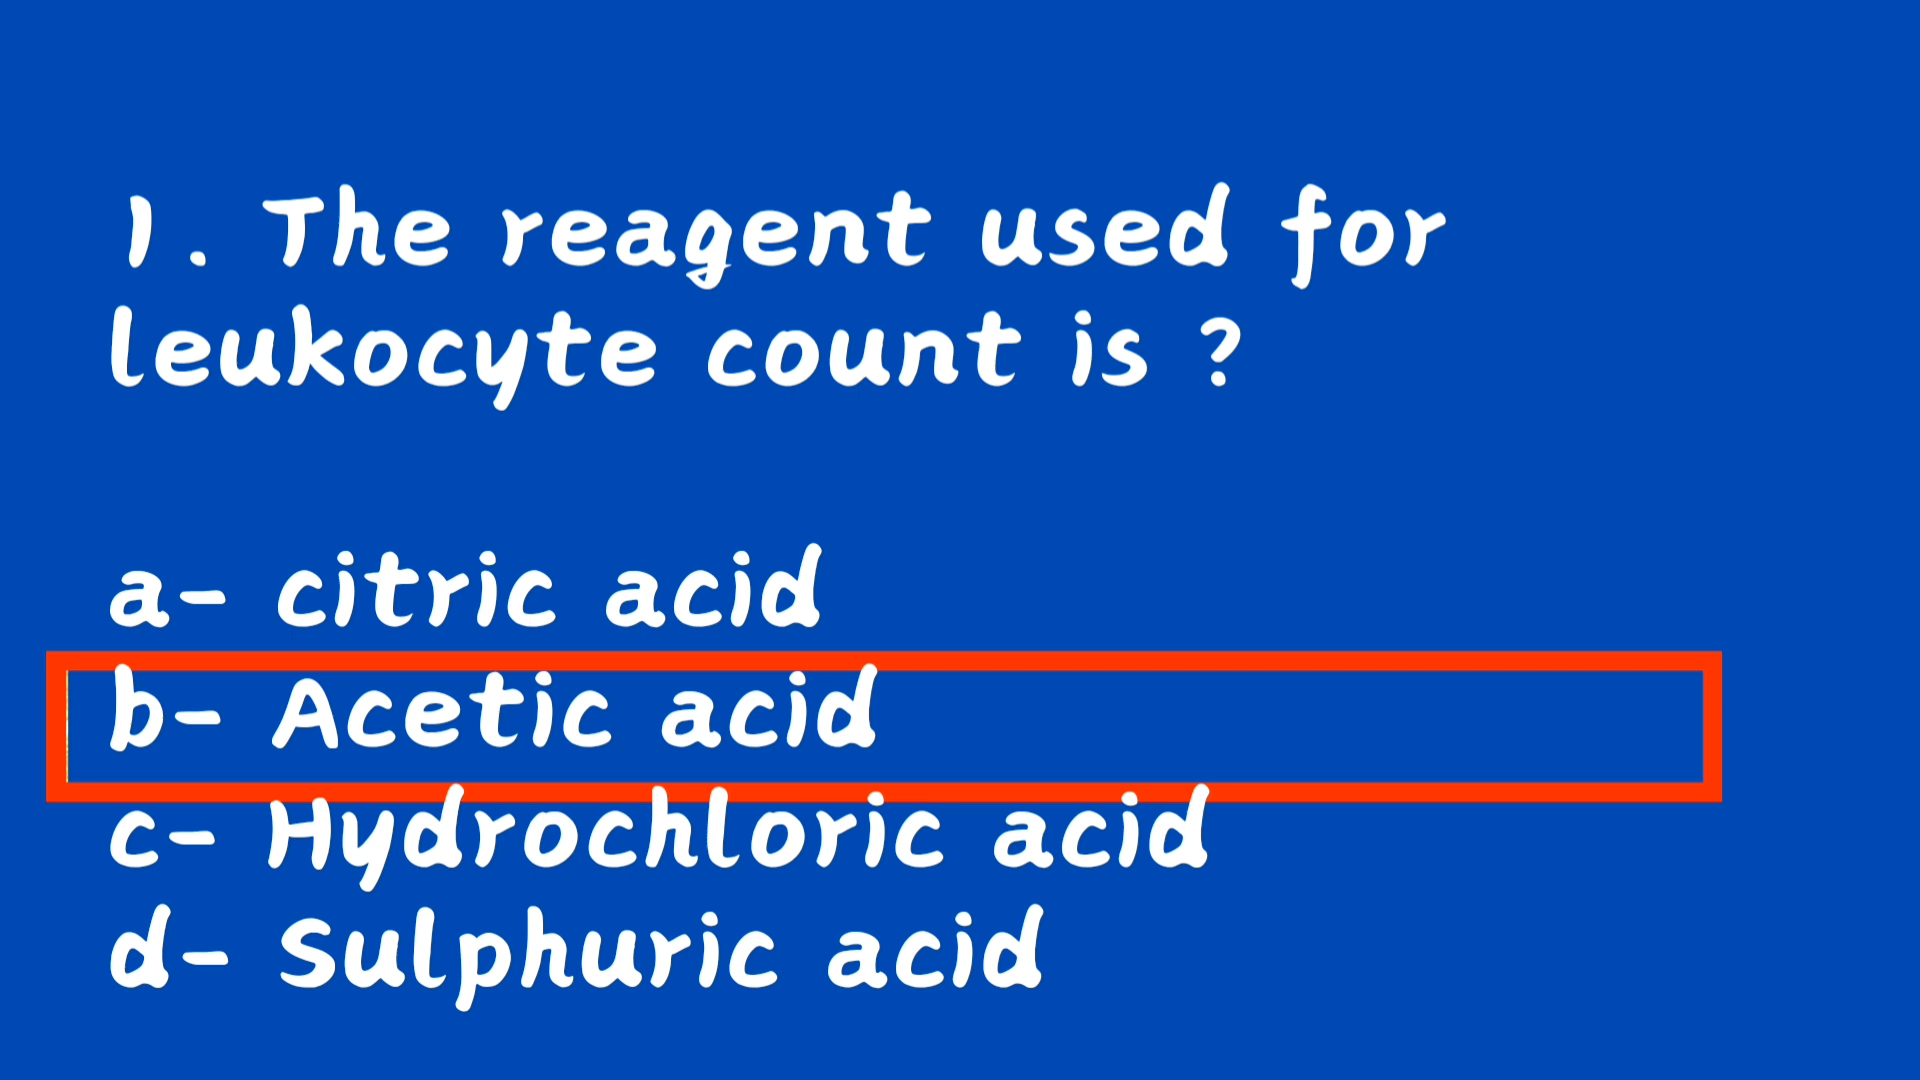 1. The reagent used for
leukocyte count is ?
a- citric acid
b- Acetic acid
c- Hydrochloric acid
d- Sulphuric acid